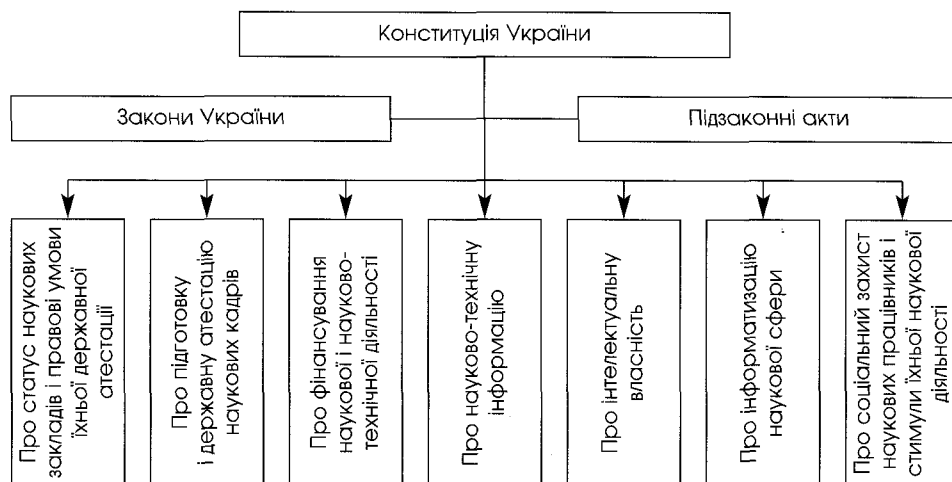 Конституція України
Закони України
Підзаконні акти
Про статус наукових
закладів і правові умови
їхньої державної
атестації
Про підготовку
і державну атестацію
наукових кадрів
Про фінансування
наукової і науково-
технічної діяльності
Про науково-технічну
інформацію
Про інтелектуальну
власність
Про інформатизацію
наукової сфери
Про соціальний захист
наукових працівників і
стимули їхньої наукової
діяльності